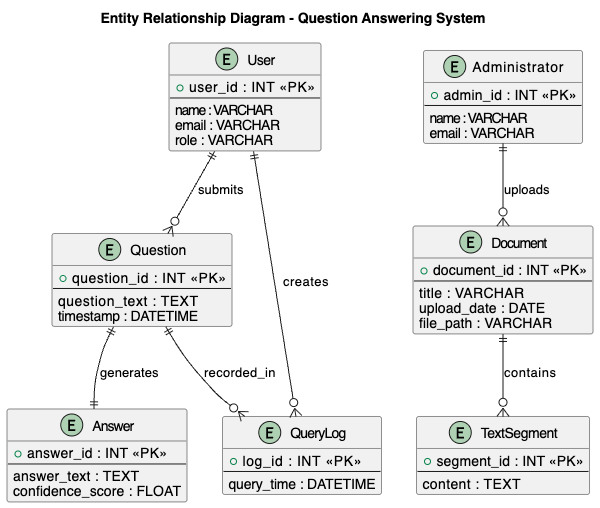 Entity Relationship Diagram - Question Answering System
E User
user_id : INT «PK»
name : VARCHAR
email : VARCHAR
role : VARCHAR
E Administrator
admin_id : INT «PK»
name : VARCHAR
email : VARCHAR
submits
uploads
E Question
question_id : INT «PK»
question_text : TEXT
timestamp : DATETIME
creates
E Document
document_id : INT «PK»
title : VARCHAR
upload_date : DATE
file_path : VARCHAR
generates
recorded_in
contains
E Answer
answer_id : INT «PK»
answer_text : TEXT
confidence_score : FLOAT
E QueryLog
log_id : INT «PK»
query_time : DATETIME
E TextSegment
segment_id : INT «PK»
content : TEXT